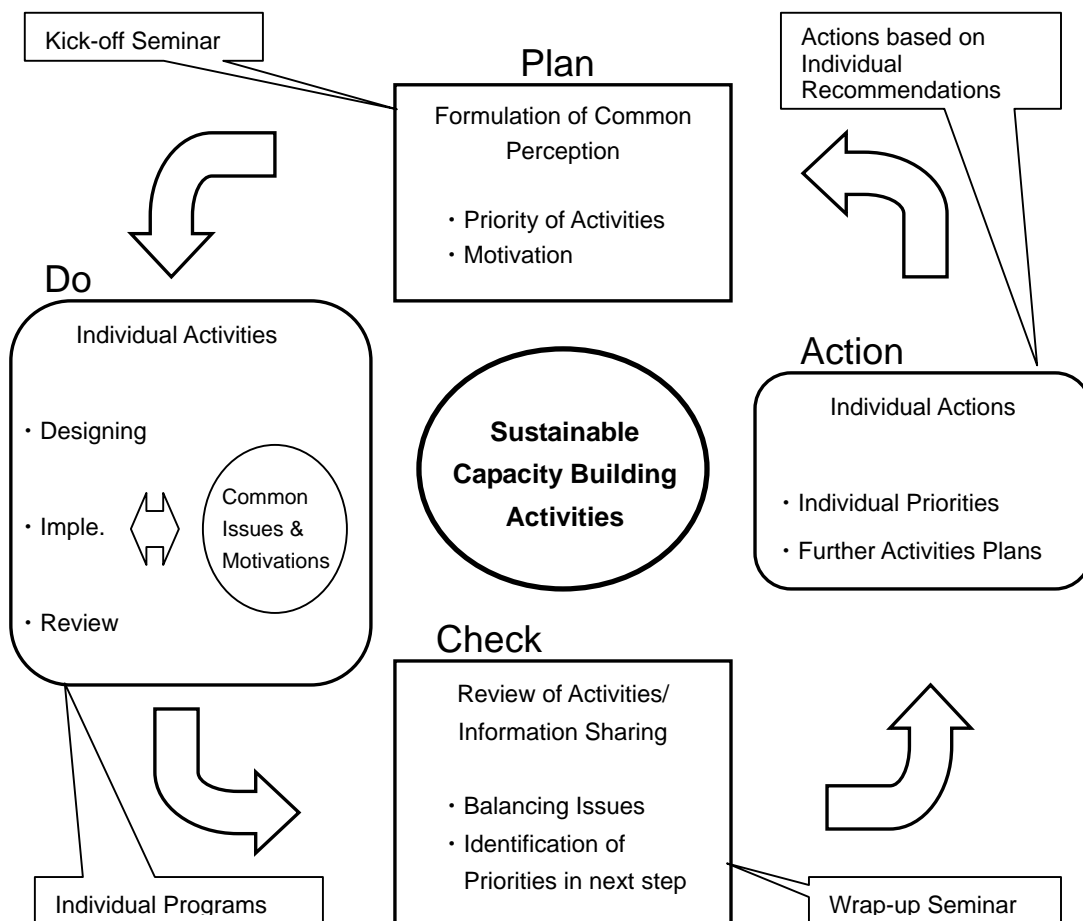 Kick-off Seminar
Plan
Formulation of Common
Perception
・Priority of Activities
・Motivation
Actions based on
Individual
Recommendations
Do
Individual Activities
・Designing
・Imple.
・Review
Common
Issues &
Motivations
Sustainable
Capacity Building
Activities
Action
Individual Actions
・Individual Priorities
・Further Activities Plans
Check
Review of Activities/
Information Sharing
・Balancing Issues
・Identification of
Priorities in next step
Individual Programs
Wrap-up Seminar